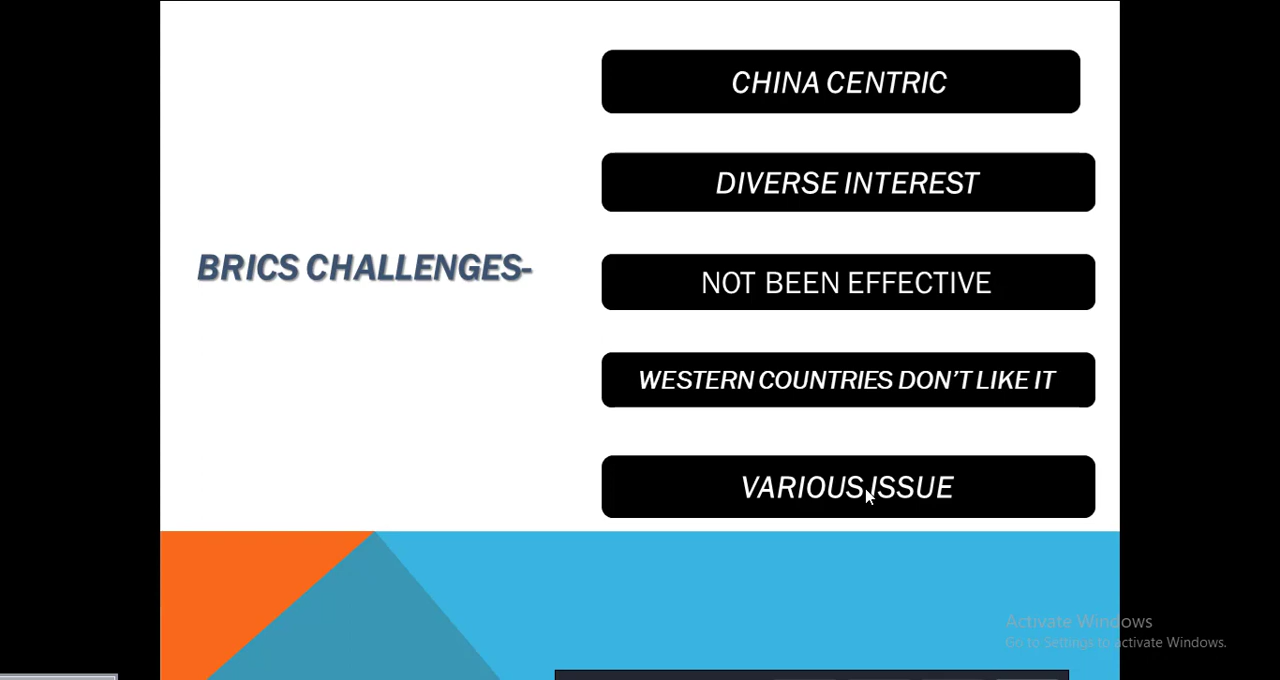 BRICS CHALLENGES-
CHINA CENTRIC
DIVERSE INTEREST
NOT BEEN EFFECTIVE
WESTERN COUNTRIES DON’T LIKE IT
VARIOUS ISSUE
Activate Windows
Go to Settings to activate Windows.